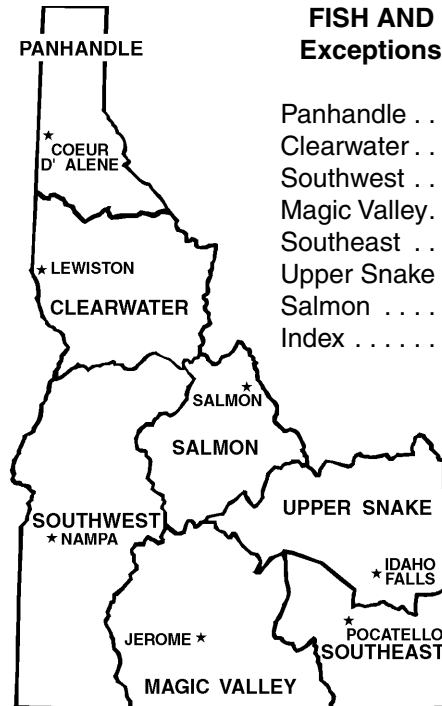 FISH AND
Exceptions
PANHANDLE
Panhandle . .
Clearwater . .
Southwest . .
Magic Valley.
Southeast . .
Upper Snake
Salmon . . . .
Index . . . . . .
COEUR
D' ALENE
LEWISTON
CLEARWATER
SALMON
SALMON
UPPER SNAKE
SOUTHWEST
NAMPA
IDAHO
FALLS
JEROME
POCATELLO
SOUTHEAST
MAGIC VALLEY